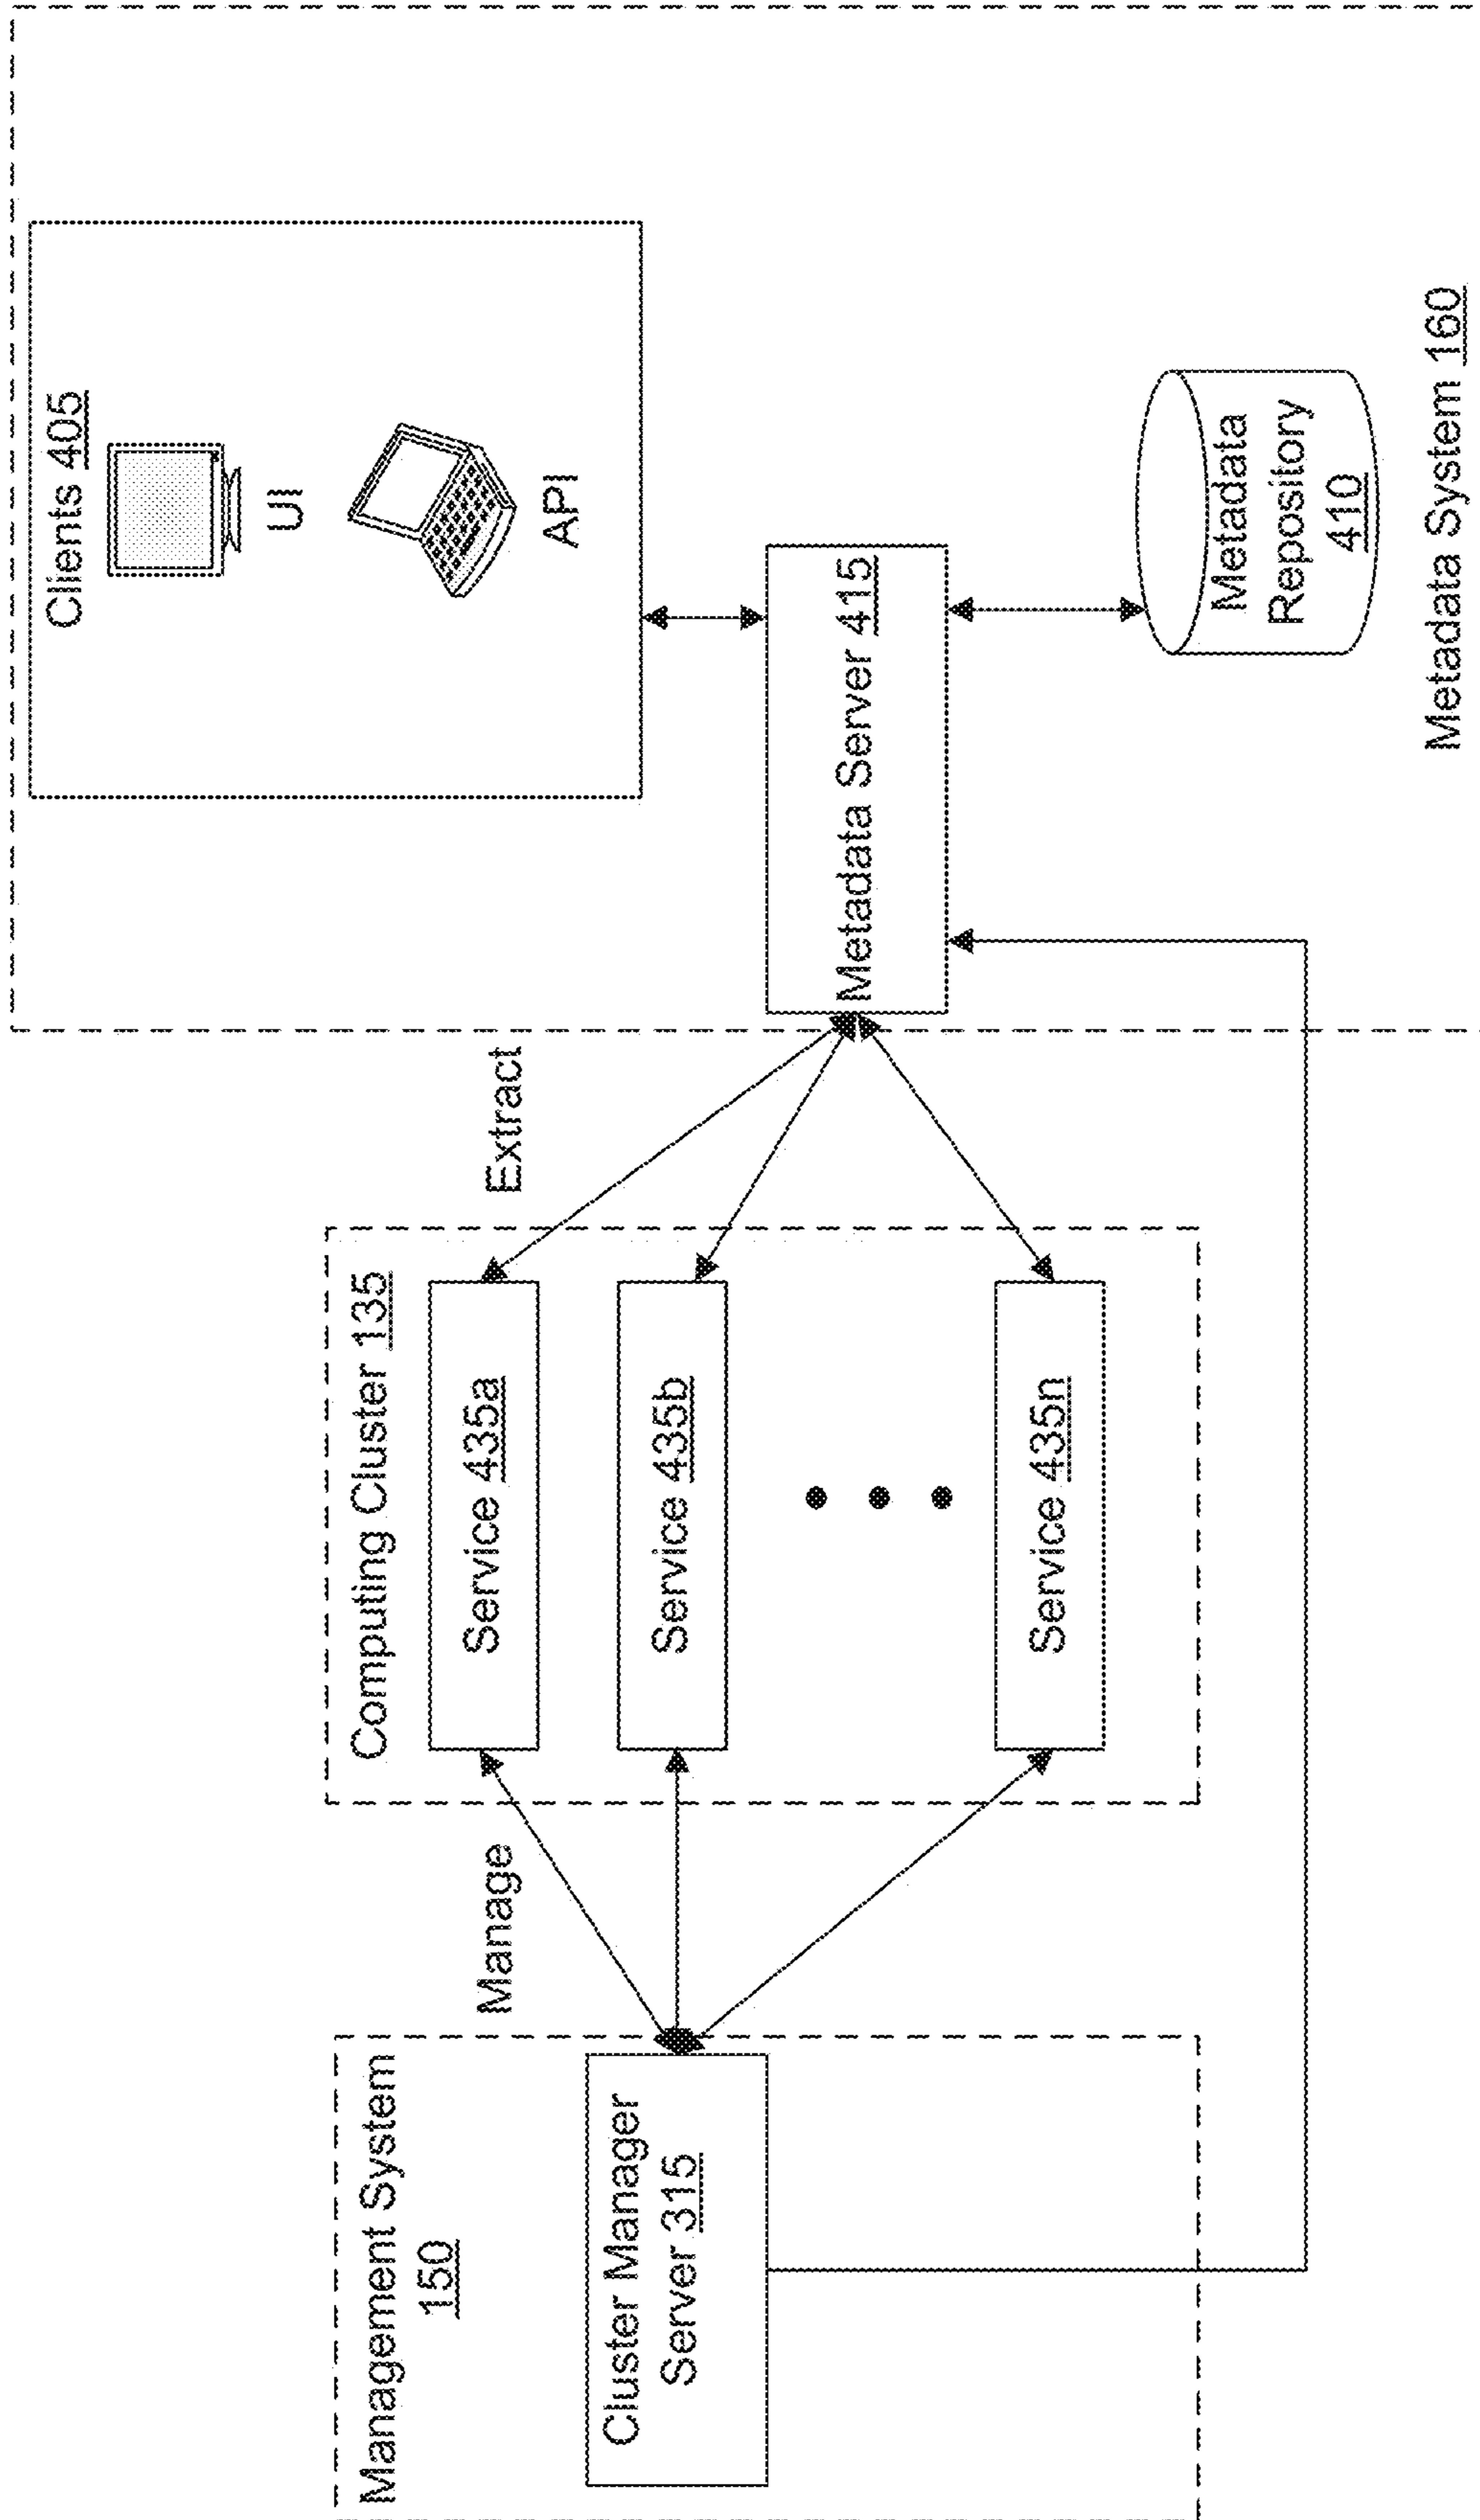 Management System
150
Cluster Manager
Server 315
Manage
Computing Cluster 135
Service 435a
Service 435b
Service 435n
Extract
Clients 405
UI
API
Metadata Server 415
Metadata
Repository
410
Metadata System 160